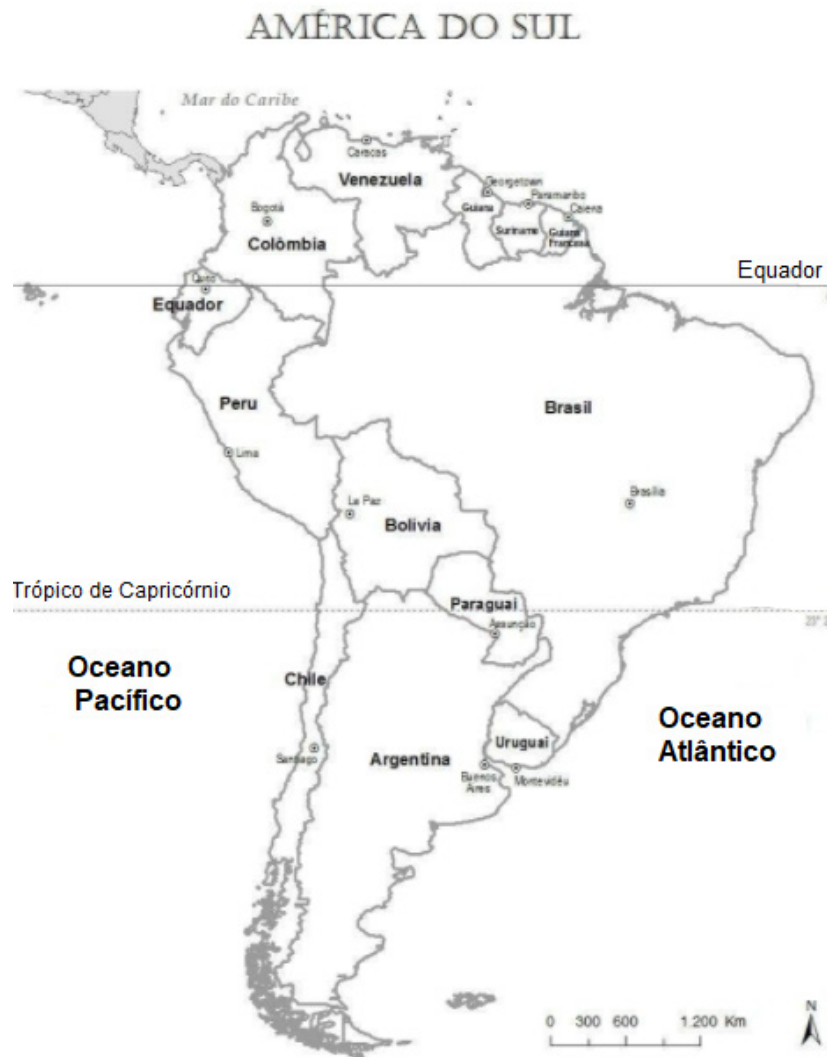 AMÉRICA DO SUL
Mar do Caribe
Caracas
Venezuela
Georgetown
Paramaribo
Guiana
Caiena
Bogotá
Suriname
Guiana
Francesa
Colômbia
Equador
Quito
Equador
Peru
Brasil
Lima
Brasília
La Paz
Bolívia
Trópico de Capricórnio
Paraguai
Assunção
Oceano
Pacífico
Chile
Oceano
Atlântico
Uruguai
Santiago
Argentina
Buenos
Aires
Montevidéu
N
0 300 600 1.200 Km